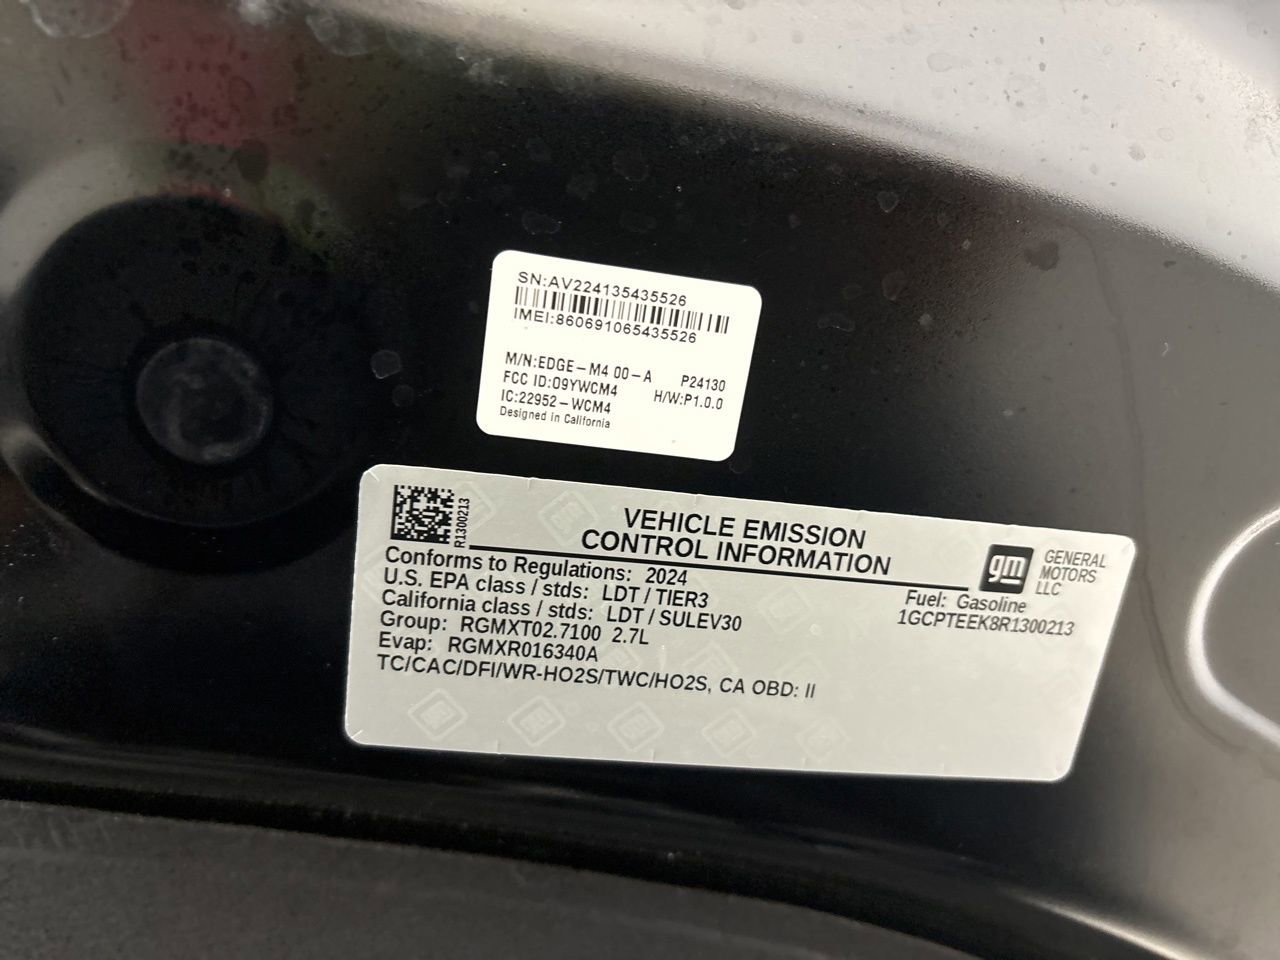 SN:AV224135435526
IMEI:860691065435526
M/N:EDGE-M4 00-A P24130
FCC ID:09YWCM4 H/W:P1.0.0
IC:22952-WCM4
Designed in California
R1300213
VEHICLE EMISSION
CONTROL INFORMATION
gm GENERAL
MOTORS
LLC
Conforms to Regulations: 2024
Fuel: Gasoline
U.S. EPA class / stds: LDT / TIER3
1GCPTEEK8R1300213
California class / stds: LDT / SULEV30
Group: RGMXT02.7100 2.7L
Evap: RGMXR016340A
TC/CAC/DFI/WR-HO2S/TWC/HO2S, CA OBD: II